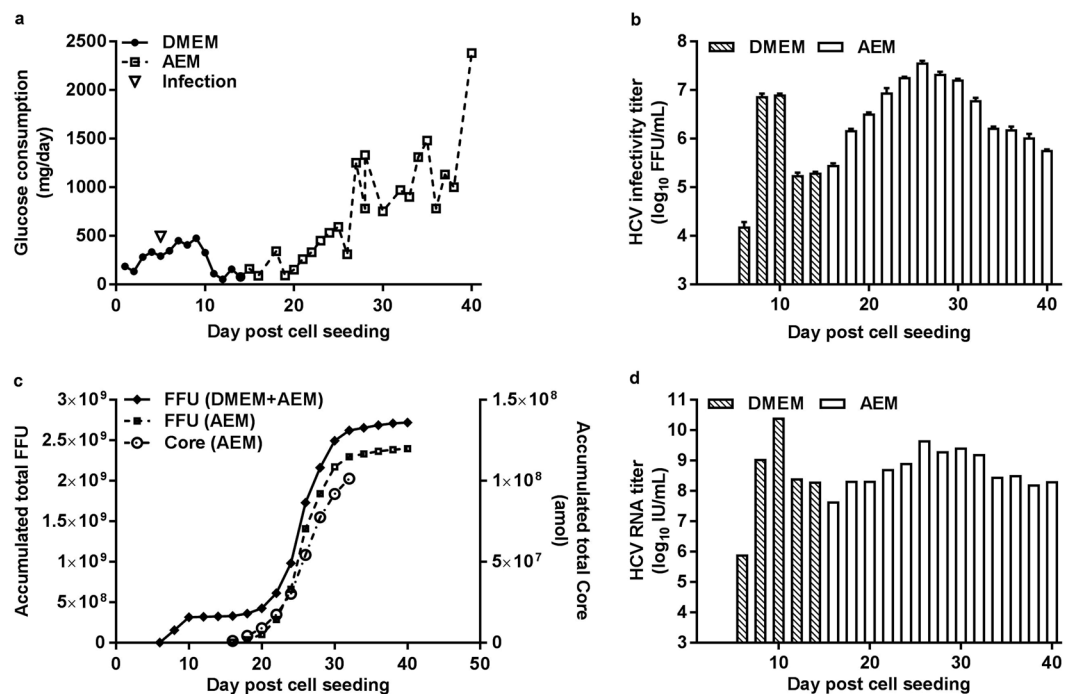 a
DMEM
AEM
Infection
Glucose consumption
(mg/day)
2500
2000
1500
1000
500
0
0
10
20
30
40
Day post cell seeding
b
DMEM
AEM
HCV infectivity titer
(log₁₀ FFU/mL)
8
7
6
5
4
3
10
20
30
40
Day post cell seeding
c
FFU (DMEM+AEM)
FFU (AEM)
Core (AEM)
Accumulated total FFU
3×10⁹
2.5×10⁹
2×10⁹
1.5×10⁹
1×10⁹
5×10⁸
0
1.5×10⁸
1×10⁸
5×10⁷
0
Accumulated total Core
(amol)
0
10
20
30
40
50
Day post cell seeding
d
DMEM
AEM
HCV RNA titer
(log₁₀ IU/mL)
11
10
9
8
7
6
5
4
3
10
20
30
40
Day post cell seeding